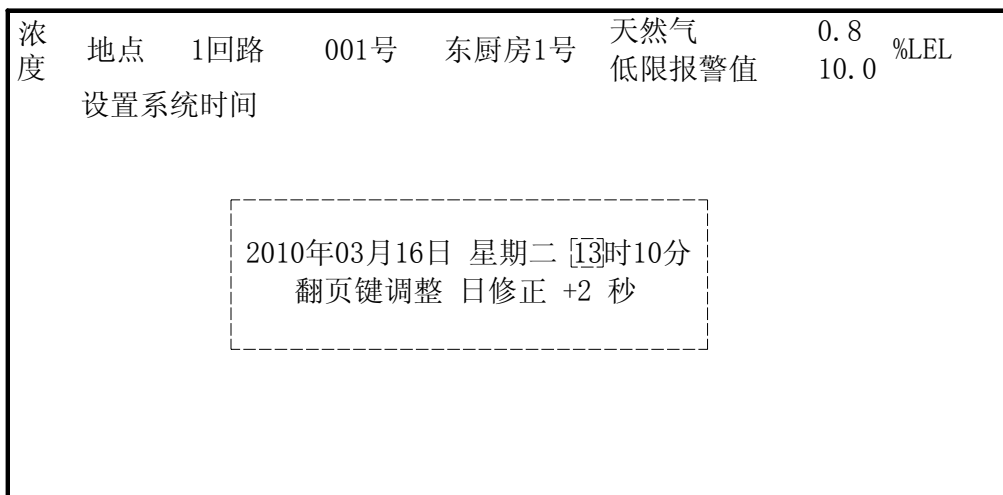 浓度 地点 1回路 001号 东厨房1号 天然气 0.8 %LEL
低限报警值 10.0
设置系统时间
2010年03月16日 星期二 13时10分
翻页键调整 日修正 +2 秒